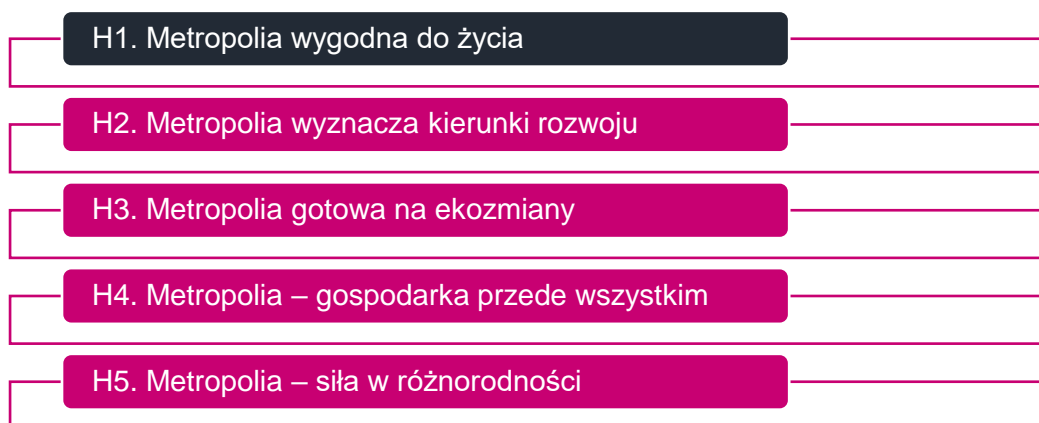 H1. Metropolia wygodna do życia
H2. Metropolia wyznacza kierunki rozwoju
H3. Metropolia gotowa na ekozmiany
H4. Metropolia – gospodarka przede wszystkim
H5. Metropolia – siła w różnorodności